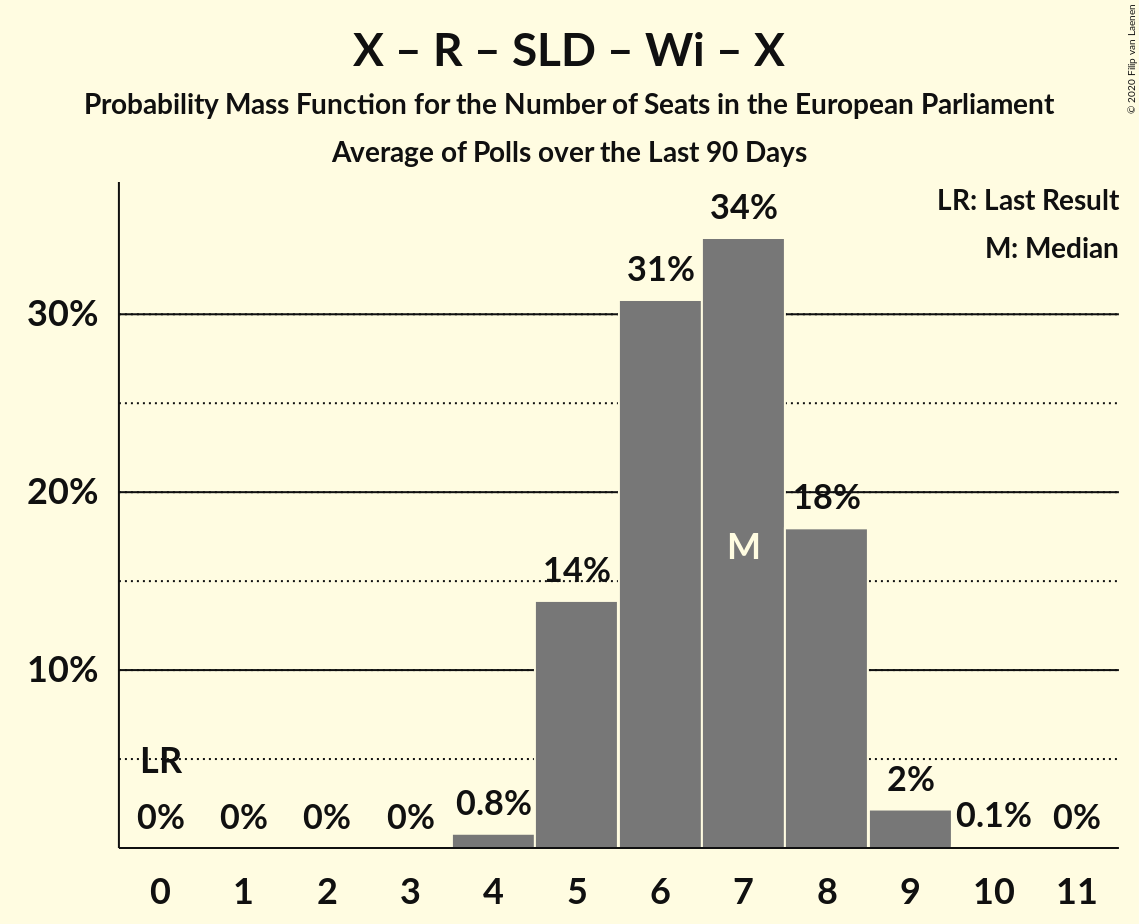 X – R – SLD – Wi – X
Probability Mass Function for the Number of Seats in the European Parliament
Average of Polls over the Last 90 Days
© 2020 Filip van Laenen
LR: Last Result
M: Median
30%
20%
10%
LR
0%
0%
0%
0%
0.8%
14%
31%
34%
M
18%
2%
0.1%
0%
0 1 2 3 4 5 6 7 8 9 10 11